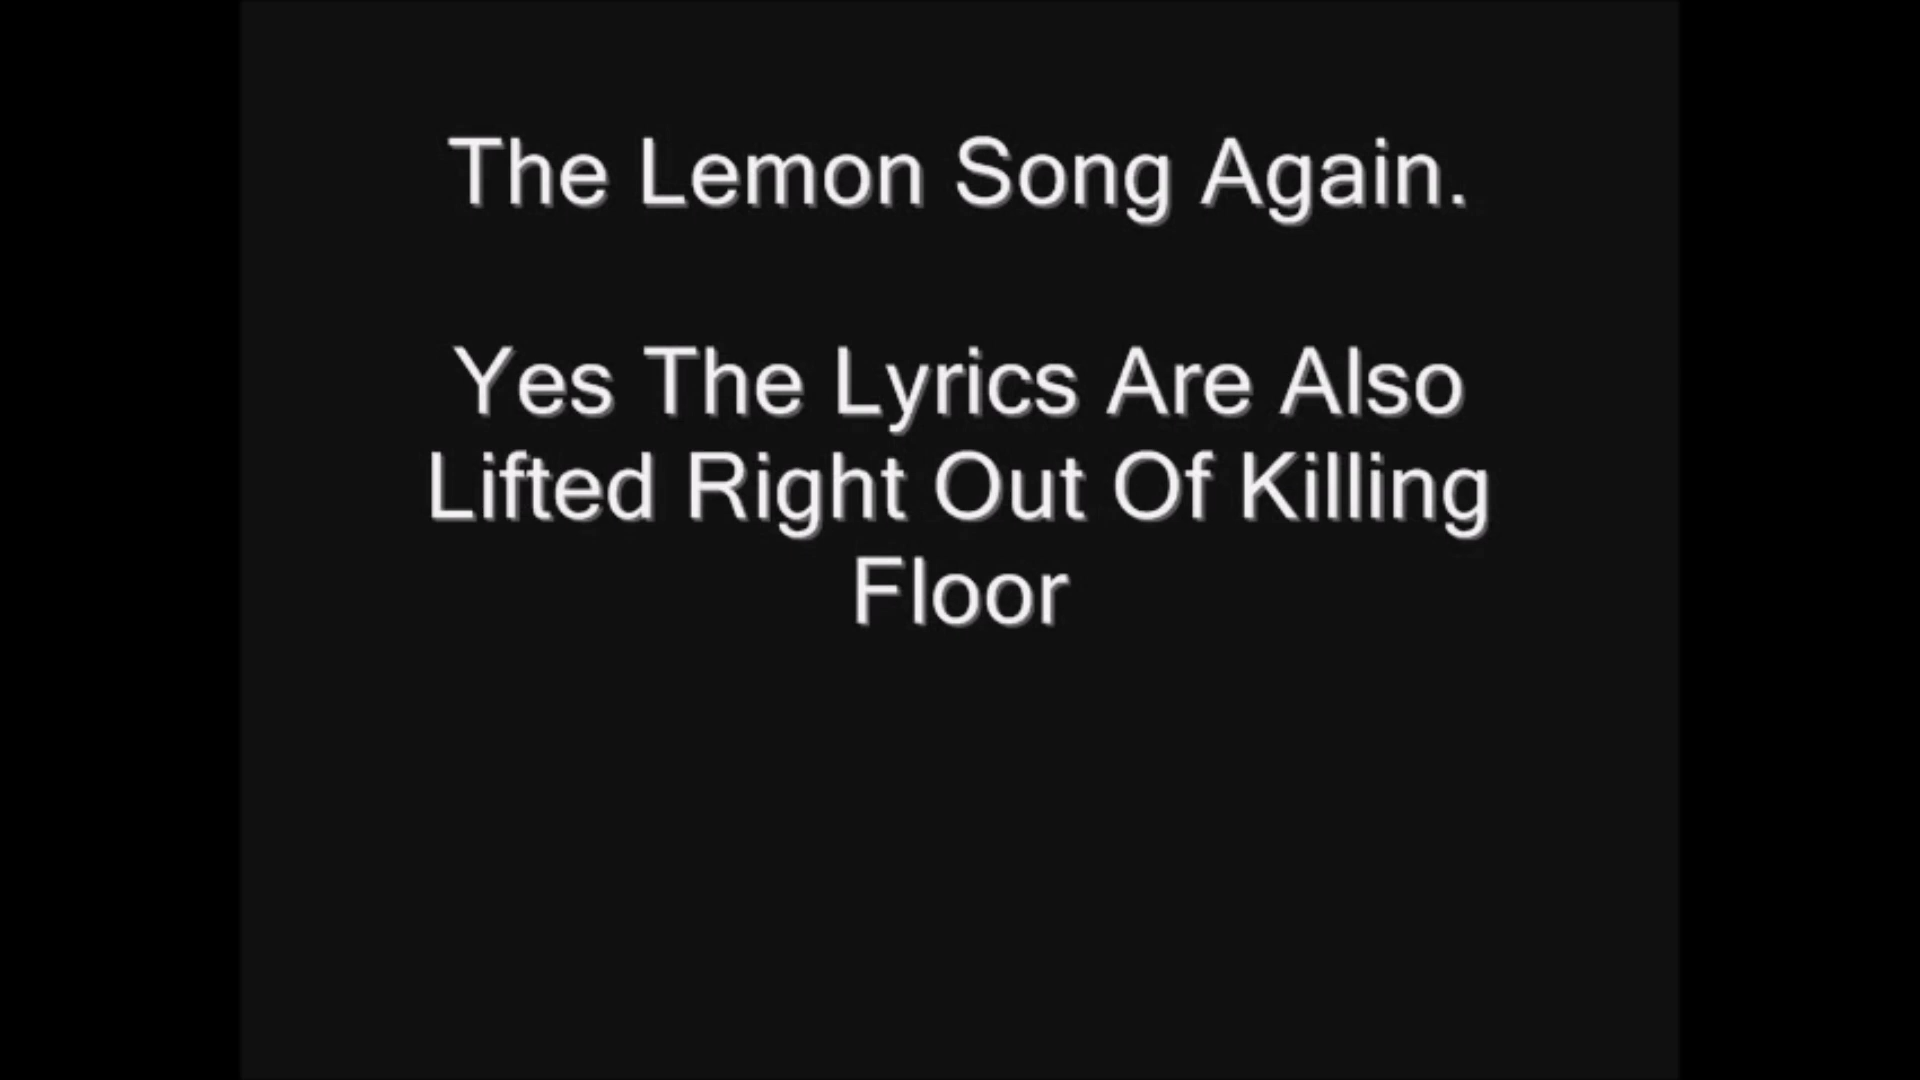 The Lemon Song Again.
Yes The Lyrics Are Also
Lifted Right Out Of Killing
Floor